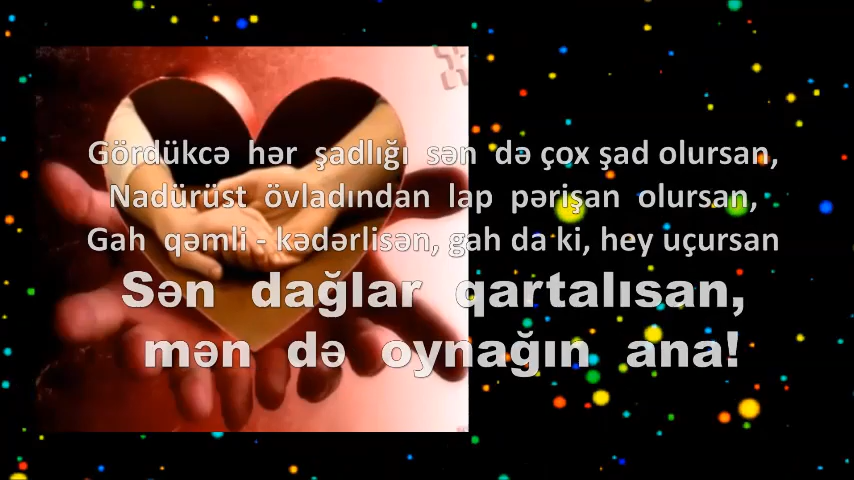 Gördükcə hər şadlığı sən də çox şad olursan,
Nadürüst övladından lap pərişan olursan,
Gah qəmli - kədərlisən, gah da ki, hey uçursan
Sən dağlar qartalısan,
mən də oynağın ana!